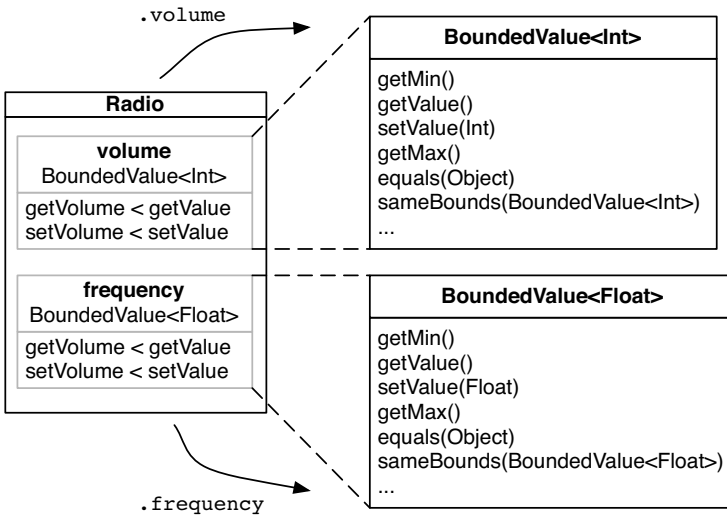 .volume
Radio
volume
BoundedValue<Int>
getVolume < getValue
setVolume < setValue
frequency
BoundedValue<Float>
getVolume < getValue
setVolume < setValue
.frequency
BoundedValue<Int>
getMin()
getValue()
setValue(Int)
getMax()
equals(Object)
sameBounds(BoundedValue<Int>)
...
BoundedValue<Float>
getMin()
getValue()
setValue(Float)
getMax()
equals(Object)
sameBounds(BoundedValue<Float>)
...